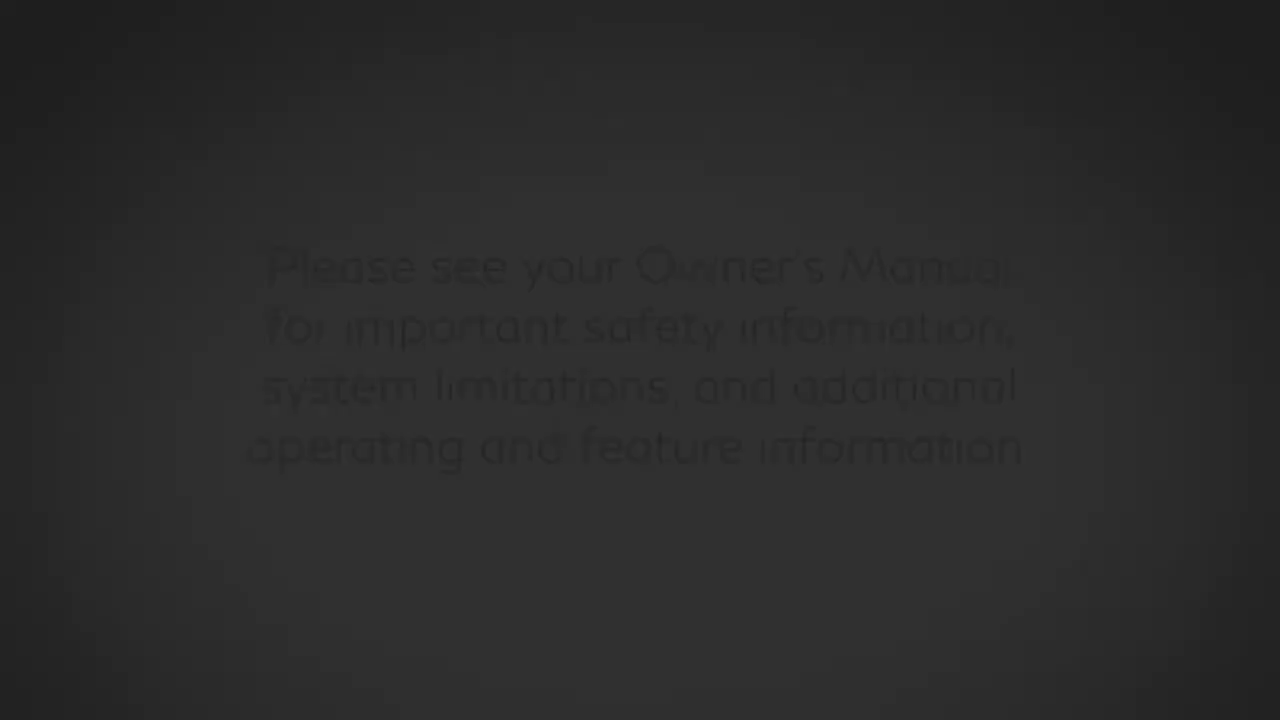 Please see your Owner's Manual
for important safety information,
system limitations, and additional
operating and feature information